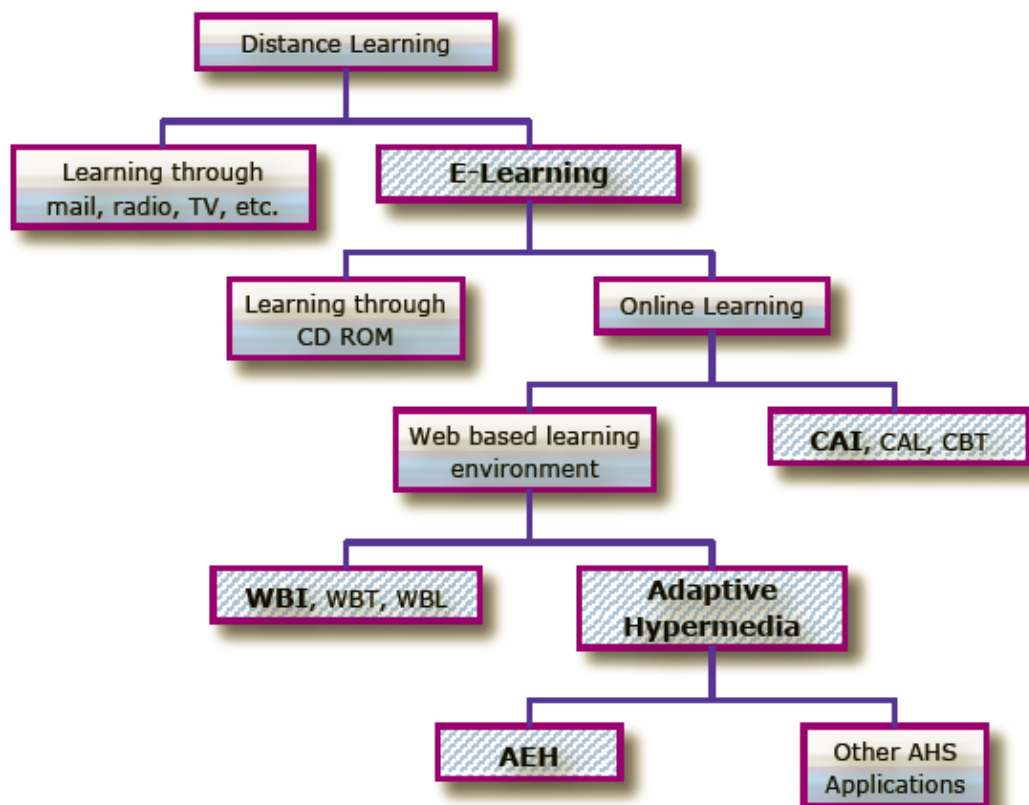 Distance Learning
Learning through
mail, radio, TV, etc.
E-Learning
Learning through
CD ROM
Online Learning
Web based learning
environment
CAI, CAL, CBT
WBI, WBT, WBL
Adaptive
Hypermedia
AEH
Other AHS
Applications